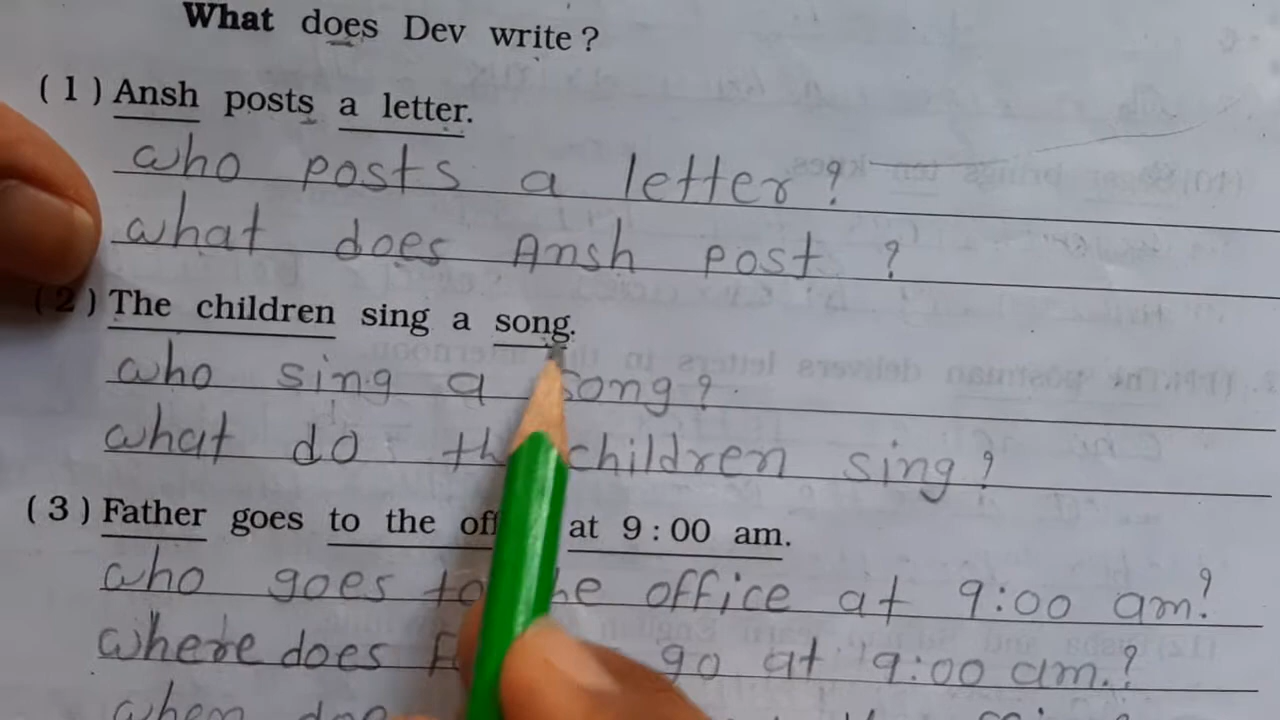 What does Dev write ?
( 1 ) Ansh posts a letter.
who posts a letter ?
what does Ansh post ?
( 2 ) The children sing a song.
who sing a song?
what do children sing?
( 3 ) Father goes to the at 9 : 00 am.
who goes to office at 9:00 am?
where does go at 9:00 am.?
when